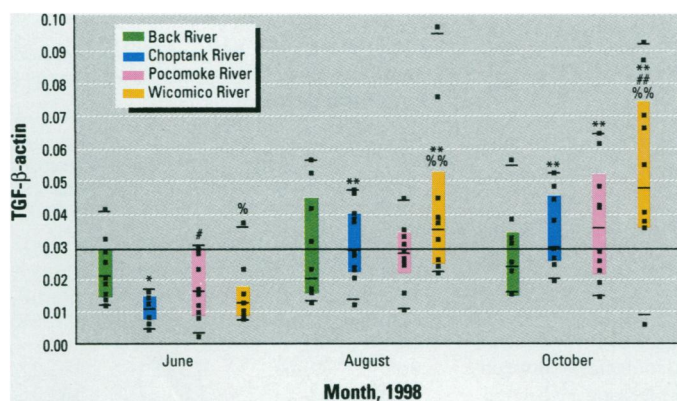 0.10
0.09
0.08
0.07
0.06
0.05
0.04
0.03
0.02
0.01
0.00
TGF-β-actin
Back River
Choptank River
Pocomoke River
Wicomico River
*
#
%
**
**
%%
**
**
**
##
%%
June
August
October
Month, 1998